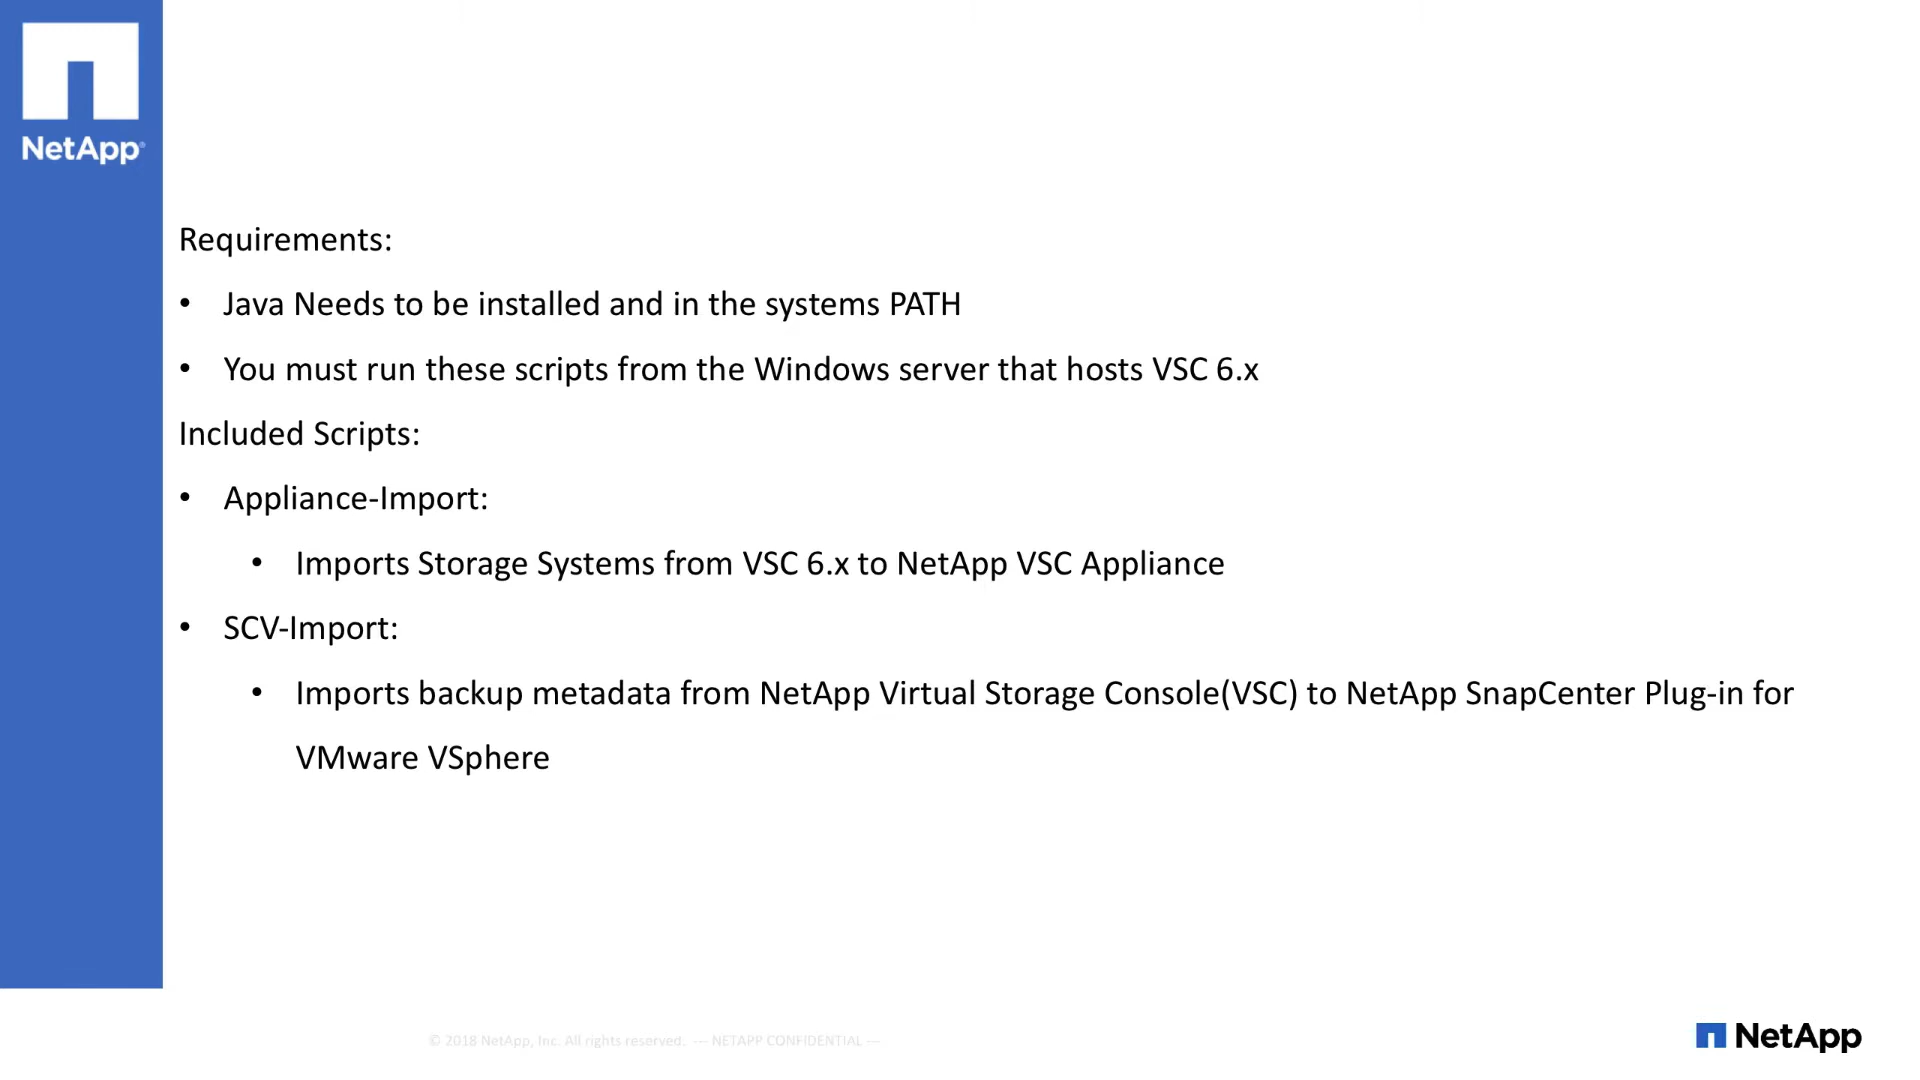 NetApp®
Requirements:
• Java Needs to be installed and in the systems PATH
• You must run these scripts from the Windows server that hosts VSC 6.x
Included Scripts:
• Appliance-Import:
• Imports Storage Systems from VSC 6.x to NetApp VSC Appliance
• SCV-Import:
• Imports backup metadata from NetApp Virtual Storage Console(VSC) to NetApp SnapCenter Plug-in for
VMware VSphere
© 2018 NetApp, Inc. All rights reserved. --- NETAPP CONFIDENTIAL ---
NetApp